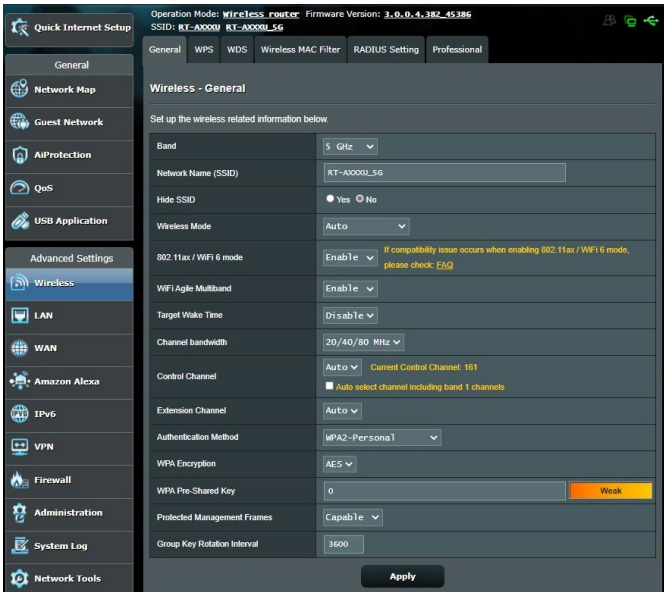 Operation Mode: Wireless router Firmware Version: 3.0.0.4.382_45386
SSID: RT-AXXXU RT-AXXXU_5G
Quick Internet Setup
General
Network Map
Guest Network
AiProtection
QoS
USB Application
Advanced Settings
Wireless
LAN
WAN
Amazon Alexa
IPv6
VPN
Firewall
Administration
System Log
Network Tools
General WPS WDS Wireless MAC Filter RADIUS Setting Professional
Wireless - General
Set up the wireless related information below.
Band 5 GHz
Network Name (SSID) RT-AXXXU_5G
Hide SSID Yes No
Wireless Mode Auto
802.11ax / WiFi 6 mode Enable If compatibility issue occurs when enabling 802.11ax / WiFi 6 mode,
please check: FAQ
WiFi Agile Multiband Enable
Target Wake Time Disable
Channel bandwidth 20/40/80 MHz
Control Channel Auto Current Control Channel: 161
Auto select channel including band 1 channels
Extension Channel Auto
Authentication Method WPA2-Personal
WPA Encryption AES
WPA Pre-Shared Key 0 Weak
Protected Management Frames Capable
Group Key Rotation Interval 3600
Apply